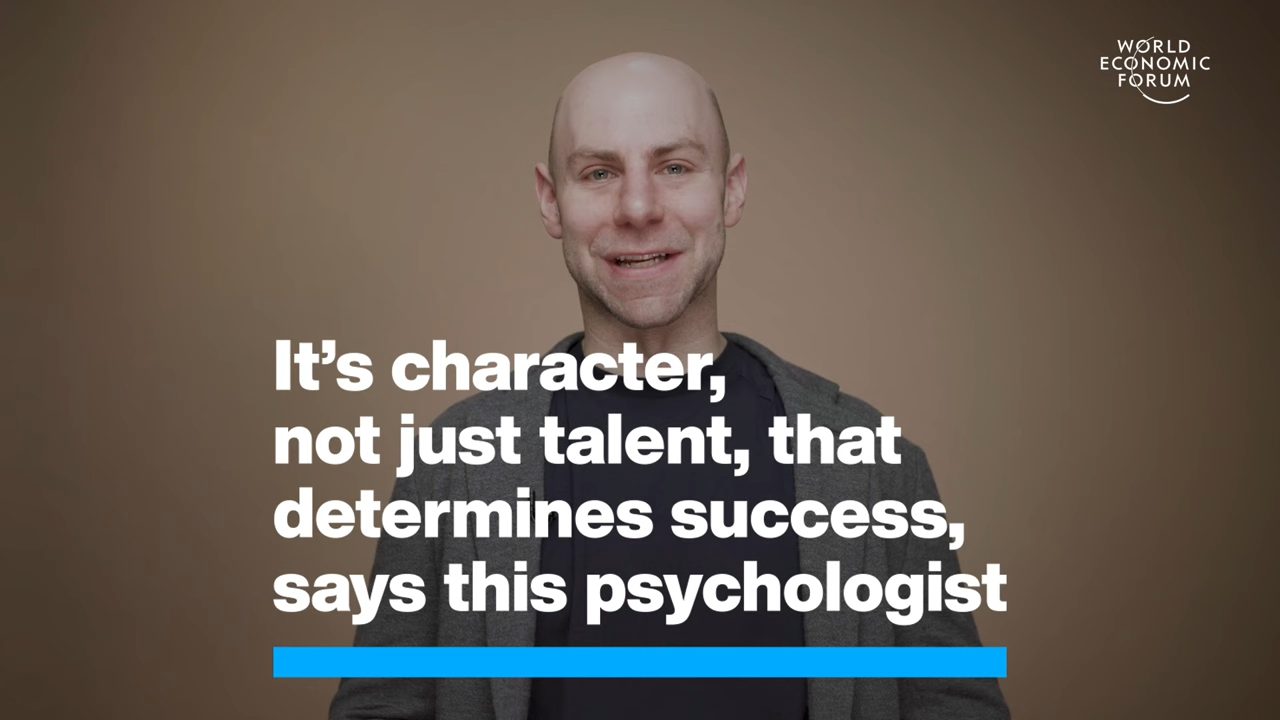 WORLD
ECONOMIC
FORUM
It’s character,
not just talent, that
determines success,
says this psychologist